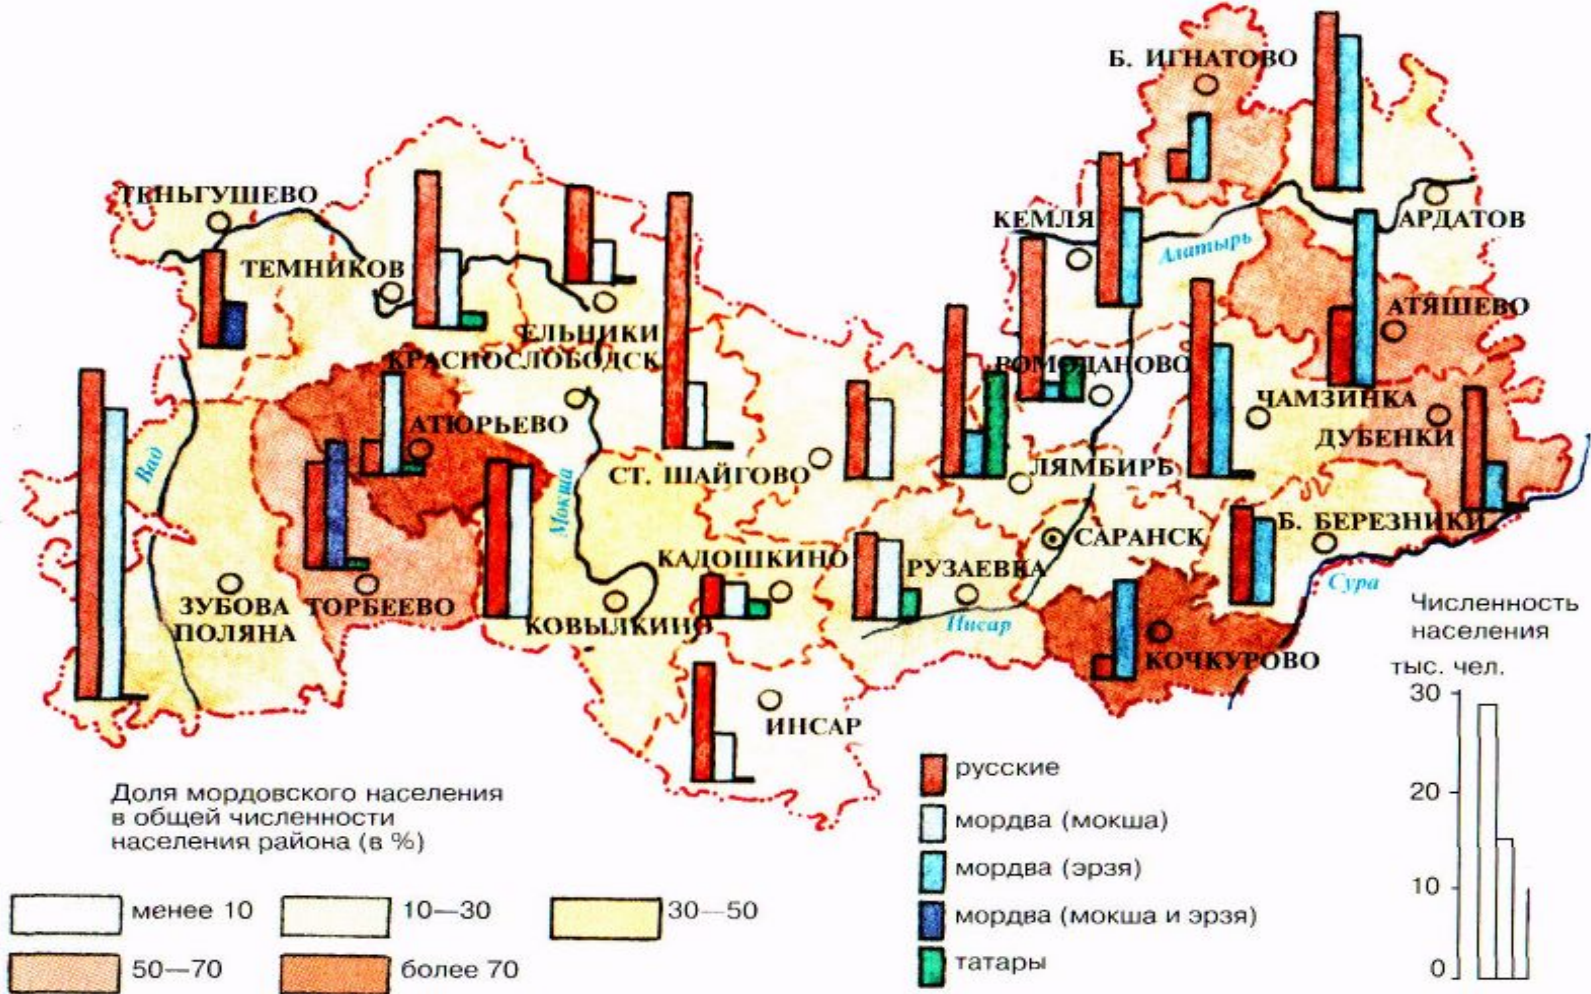 Б. ИГНАТОВО
ТЕНЬГУШЕВО
КЕМЛЯ
АРДАТОВ
Алатырь
ТЕМНИКОВ
АТЯШЕВО
ЕЛЬНИКИ
КРАСНОСЛОБОДСК
РОМОДАНОВО
ЧАМЗИНКА
АТЮРЬЕВО
ДУБЕНКИ
Вад
СТ. ШАЙГОВО
ЛЯМБИРЬ
Мокша
Б. БЕРЕЗНИКИ
САРАНСК
КАДОШКИНО
РУЗАЕВКА
Сура
ЗУБОВА
ПОЛЯНА
ТОРБЕЕВО
КОВЫЛКИНО
Инсар
КОЧКУРОВО
ИНСАР
Численность
населения
тыс. чел.
30
20
10
0
Доля мордовского населения
в общей численности
населения района (в %)
менее 10
10—30
30—50
50—70
более 70
русские
мордва (мокша)
мордва (эрзя)
мордва (мокша и эрзя)
татары